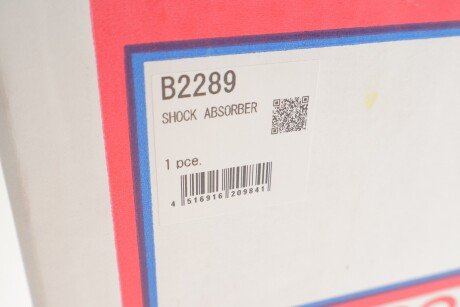 B2289
SHOCK ABSORBER
1 pce.
4 516916 209841